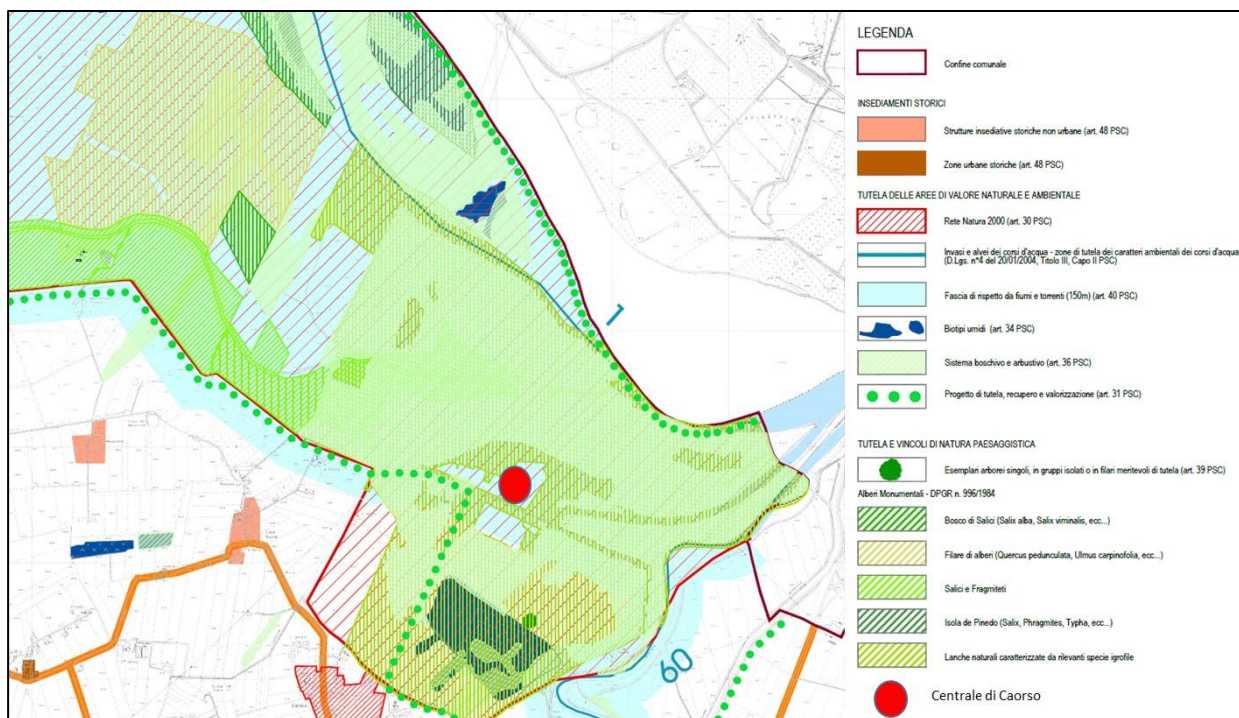 LEGENDA
Confine comunale
INSEDIAMENTI STORICI
Strutture insediative storiche non urbane (art. 48 PSC)
Zone urbane storiche (art. 48 PSC)
TUTELA DELLE AREE DI VALORE NATURALE E AMBIENTALE
Rete Natura 2000 (art. 30 PSC)
Invasi e alvei dei corsi d'acqua - zone di tutela dei caratteri ambientali dei corsi d'acqua
(D.Lgs. n°4 del 20/01/2004, Titolo III, Capo II PSC)
Fascia di rispetto da fiumi e torrenti (150m) (art. 40 PSC)
Biotipi umidi (art. 34 PSC)
Sistema boschivo e arbustivo (art. 36 PSC)
Progetto di tutela, recupero e valorizzazione (art. 31 PSC)
TUTELA E VINCOLI DI NATURA PAESAGGISTICA
Esemplari arborei singoli, in gruppi isolati o in filari meritevoli di tutela (art. 39 PSC)
Alberi Monumentali - DPGR n. 996/1984
Bosco di Salici (Salix alba, Salix viminalis, ecc...)
Filare di alberi (Quercus pedunculata, Ulmus carpinofolia, ecc...)
Salici e Fragmiteti
Isola de Pinedo (Salix, Phragmites, Typha, ecc...)
Lanche naturali caratterizzate da rilevanti specie igrofile
Centrale di Caorso
1
60